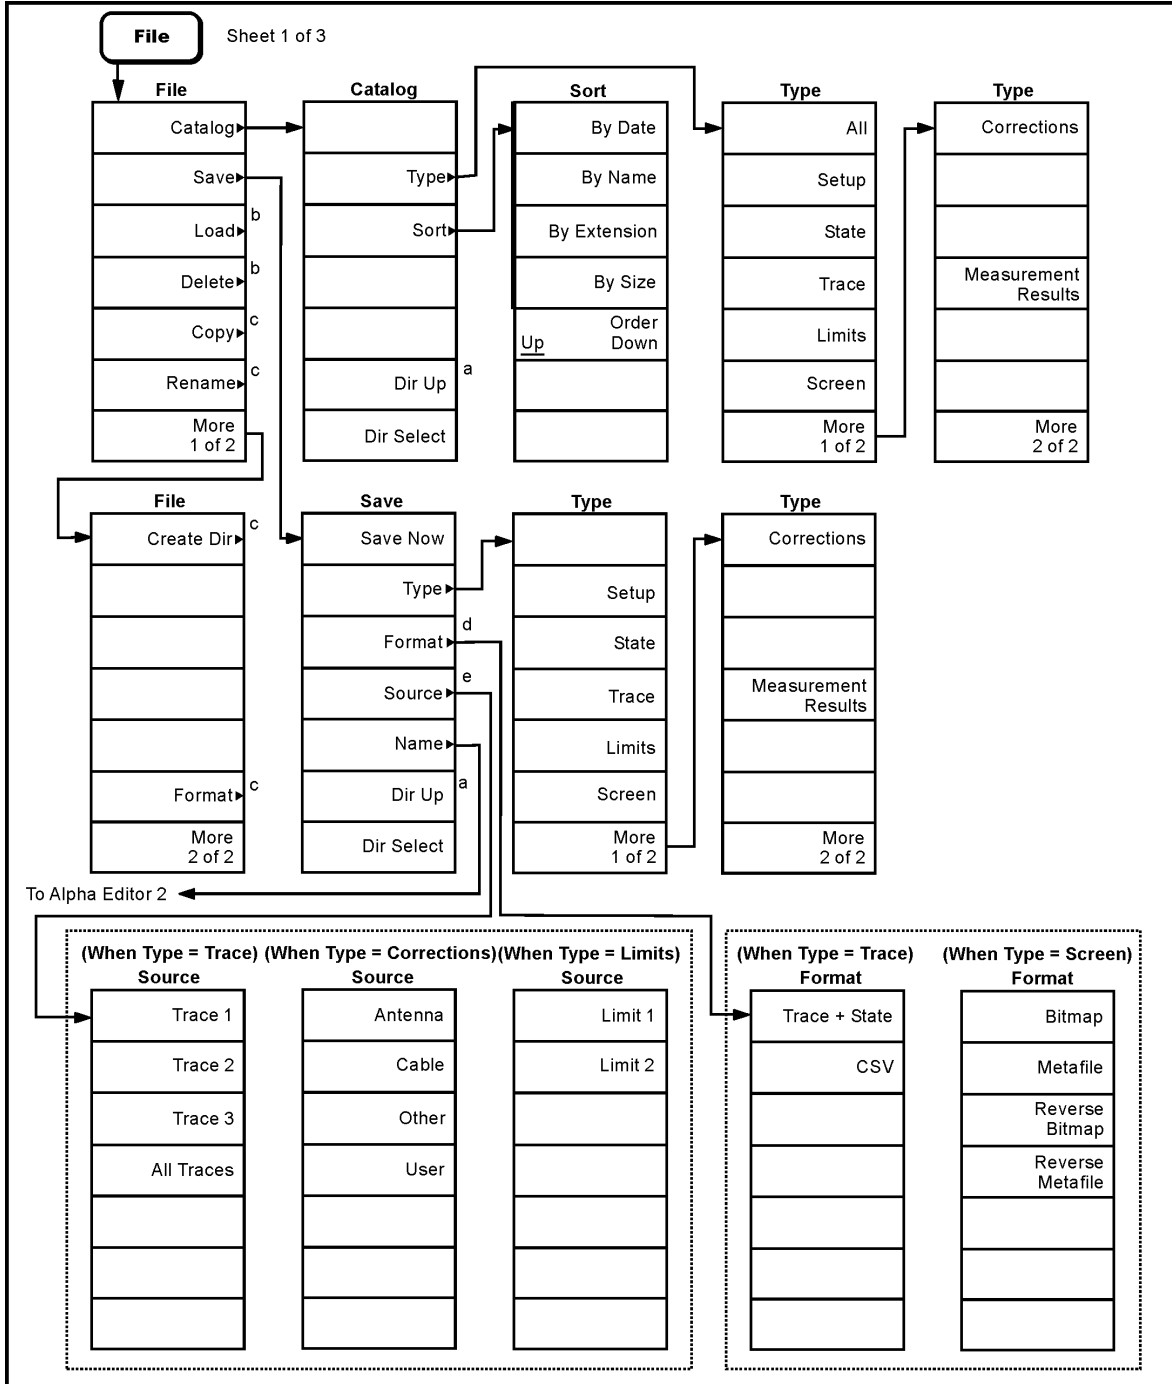 File
Sheet 1 of 3
File
Catalog
Save
b
Load
b
Delete
c
Copy
c
Rename
More
1 of 2
Catalog
Type
Sort
a
Dir Up
Dir Select
Sort
By Date
By Name
By Extension
By Size
Order
Up Down
Type
All
Setup
State
Trace
Limits
Screen
More
1 of 2
Type
Corrections
Measurement
Results
More
2 of 2
File
c
Create Dir
c
Format
More
2 of 2
Save
Save Now
Type
d
Format
e
Source
Name
a
Dir Up
Dir Select
Type
Setup
State
Trace
Limits
Screen
More
1 of 2
Type
Corrections
Measurement
Results
More
2 of 2
To Alpha Editor 2
(When Type = Trace)
Source
Trace 1
Trace 2
Trace 3
All Traces
(When Type = Corrections)
Source
Antenna
Cable
Other
User
(When Type = Limits)
Source
Limit 1
Limit 2
(When Type = Trace)
Format
Trace + State
CSV
(When Type = Screen)
Format
Bitmap
Metafile
Reverse
Bitmap
Reverse
Metafile